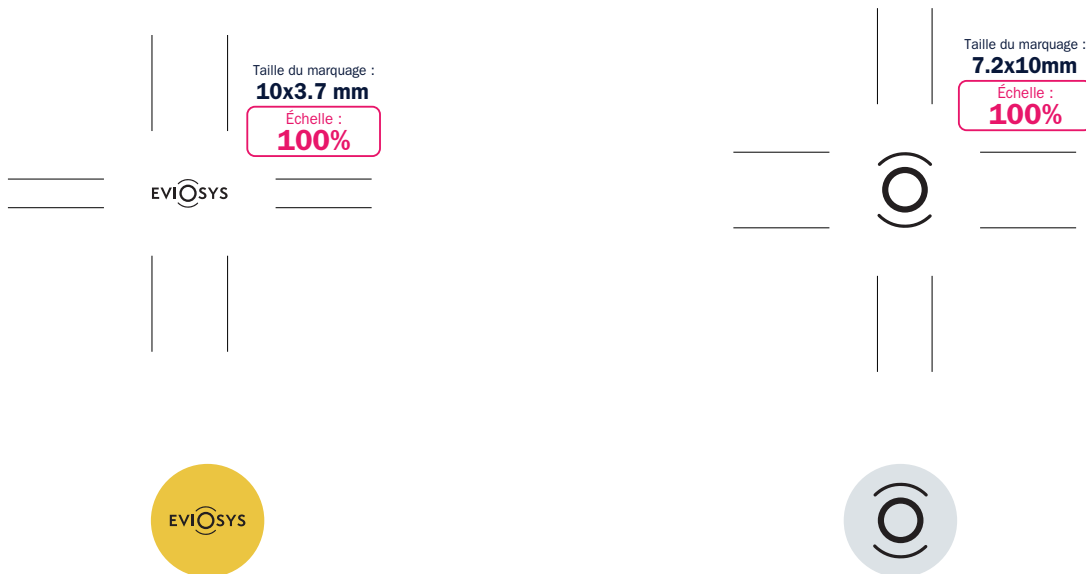 Taille du marquage :
10x3.7 mm
Échelle :
100%
EVIOSYS
Taille du marquage :
7.2x10mm
Échelle :
100%
EVIOSYS